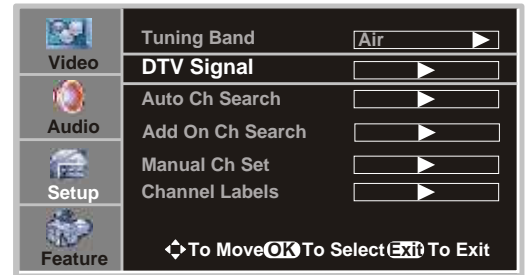 Video
Audio
Setup
Feature
Tuning Band Air
DTV Signal
Auto Ch Search
Add On Ch Search
Manual Ch Set
Channel Labels
To Move OK To Select Exit To Exit